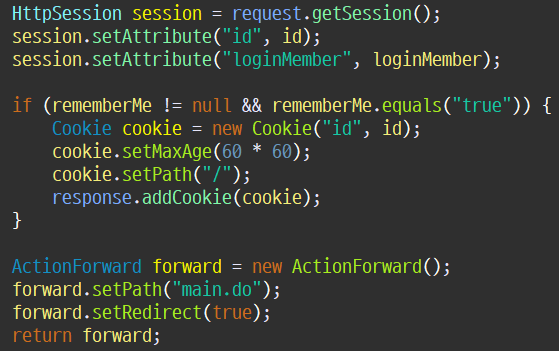 HttpSession session = request.getSession();
session.setAttribute("id", id);
session.setAttribute("loginMember", loginMember);
if (rememberMe != null && rememberMe.equals("true")) {
Cookie cookie = new Cookie("id", id);
cookie.setMaxAge(60 * 60);
cookie.setPath("/");
response.addCookie(cookie);
}
ActionForward forward = new ActionForward();
forward.setPath("main.do");
forward.setRedirect(true);
return forward;